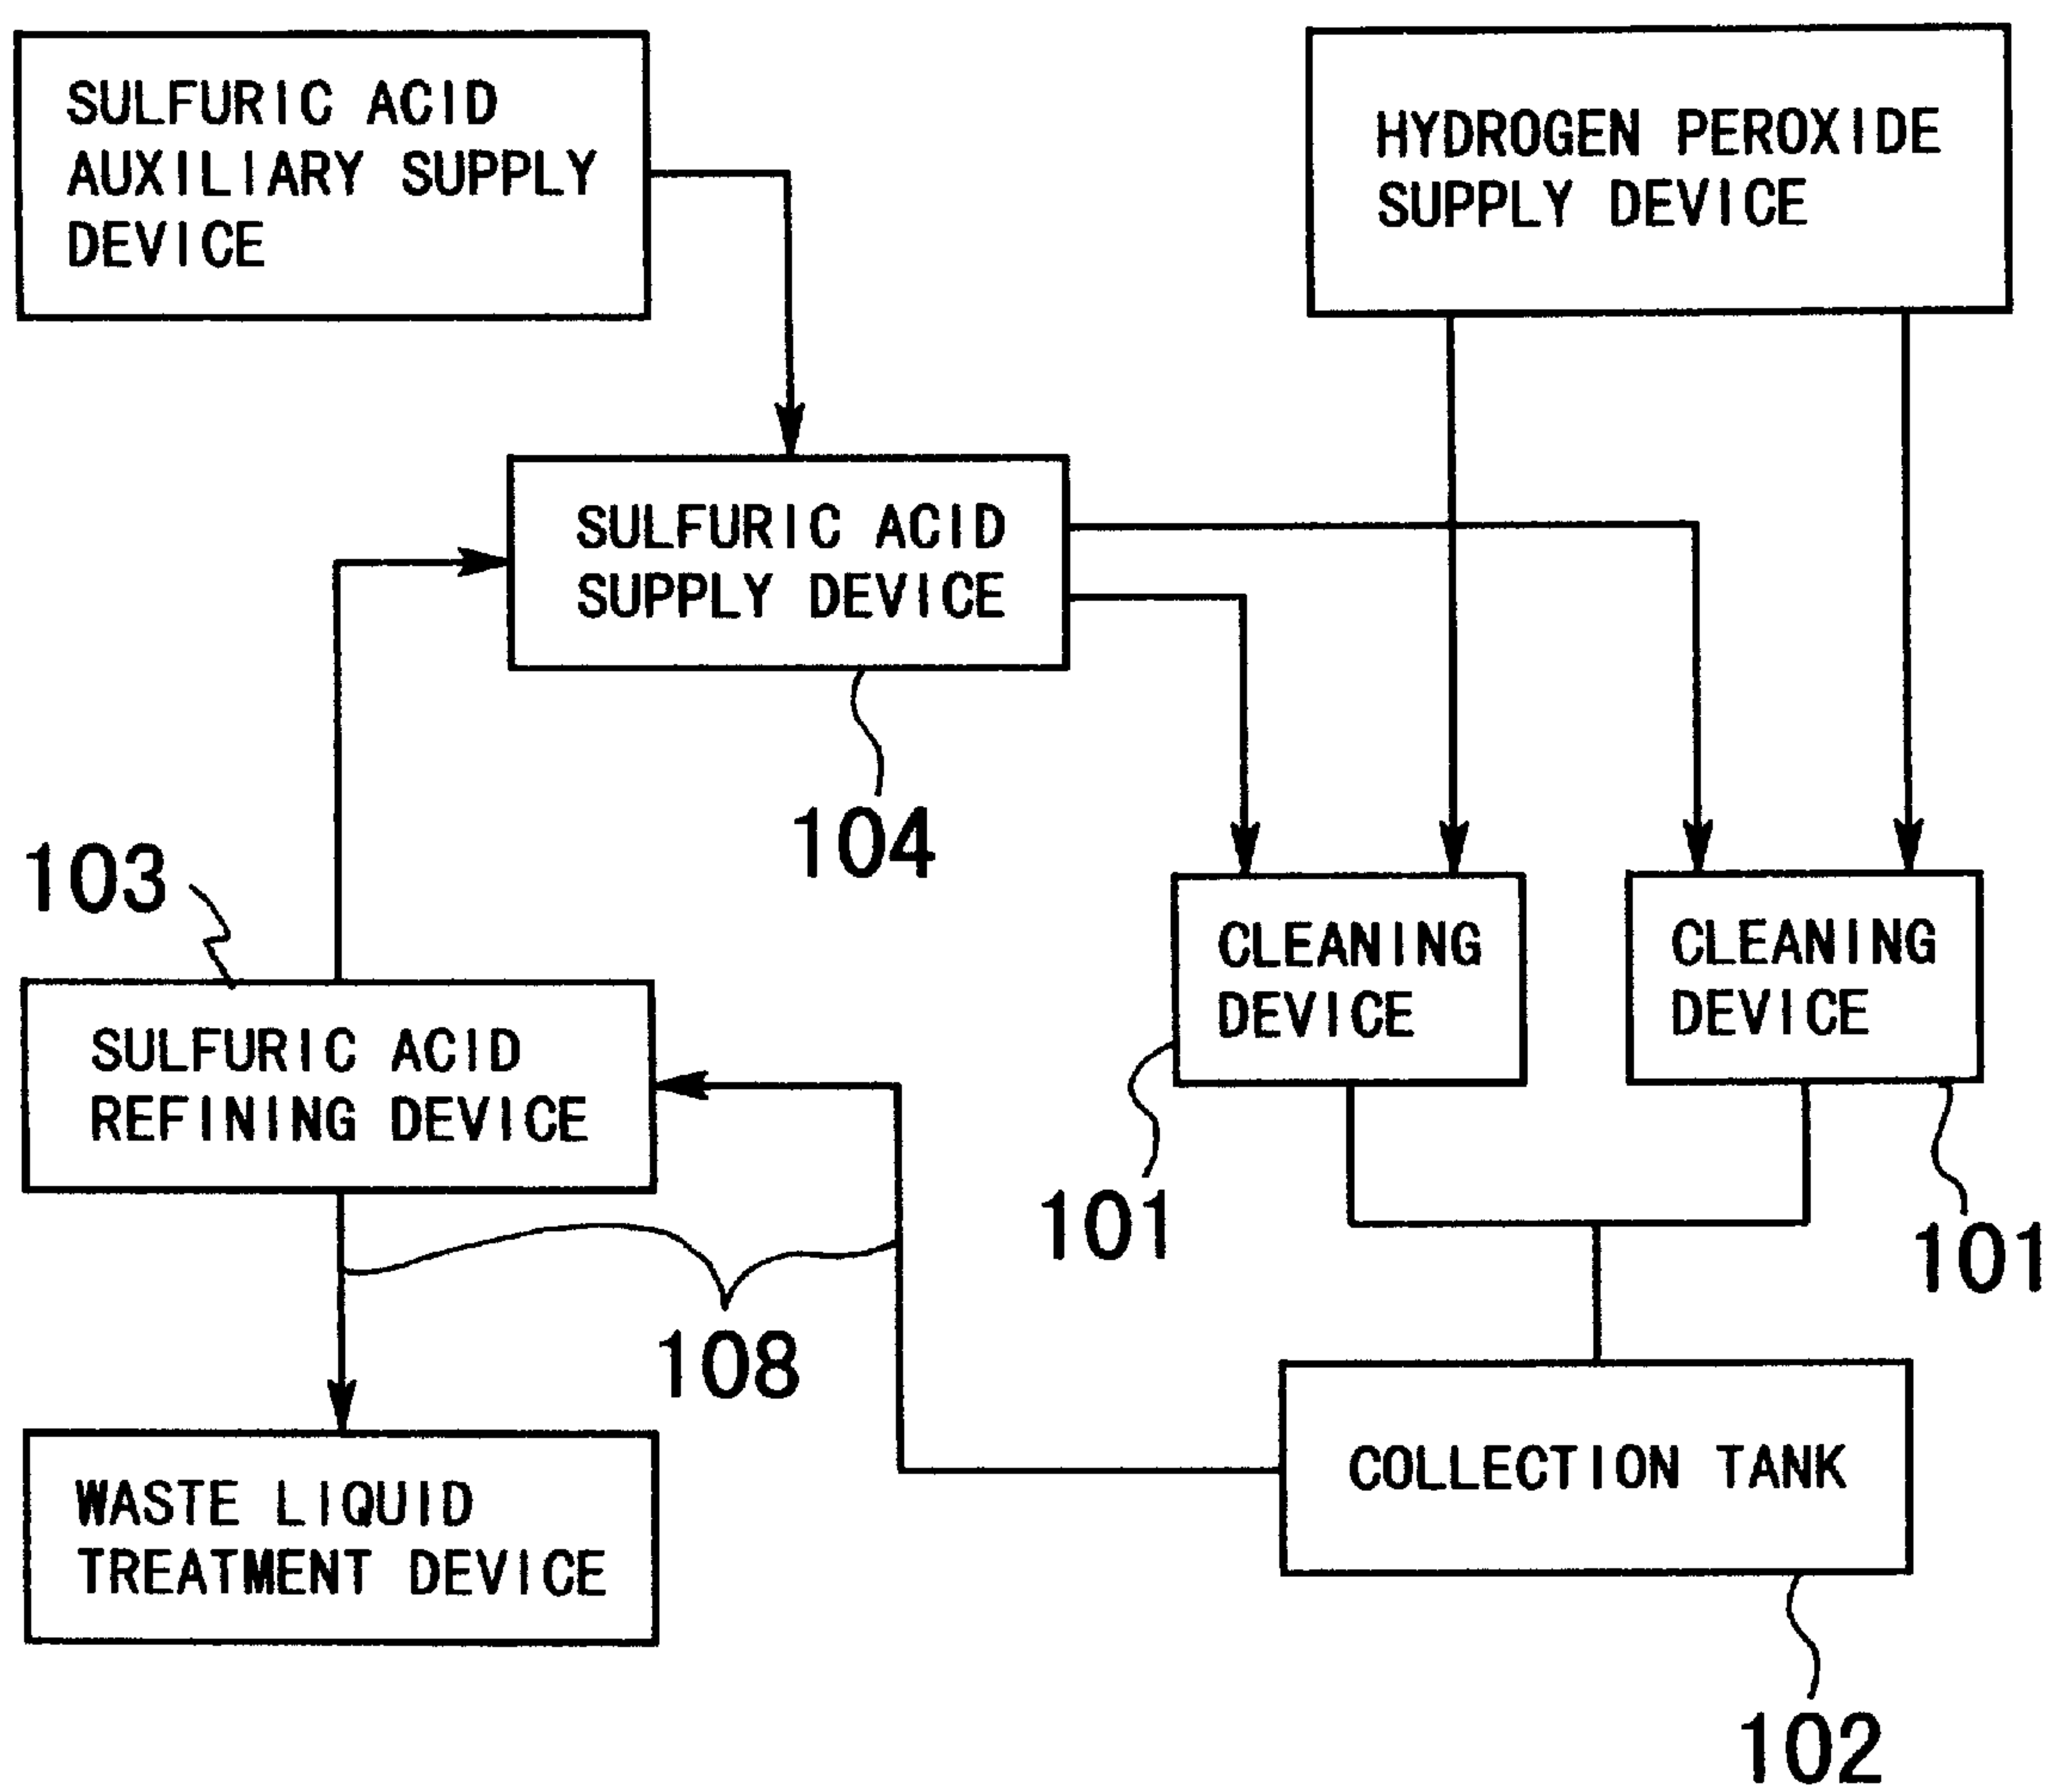 SULFURIC ACID
AUXILIARY SUPPLY
DEVICE
HYDROGEN PEROXIDE
SUPPLY DEVICE
SULFURIC ACID
SUPPLY DEVICE
104
103
CLEANING
DEVICE
CLEANING
DEVICE
SULFURIC ACID
REFINING DEVICE
101
101
108
COLLECTION TANK
WASTE LIQUID
TREATMENT DEVICE
102